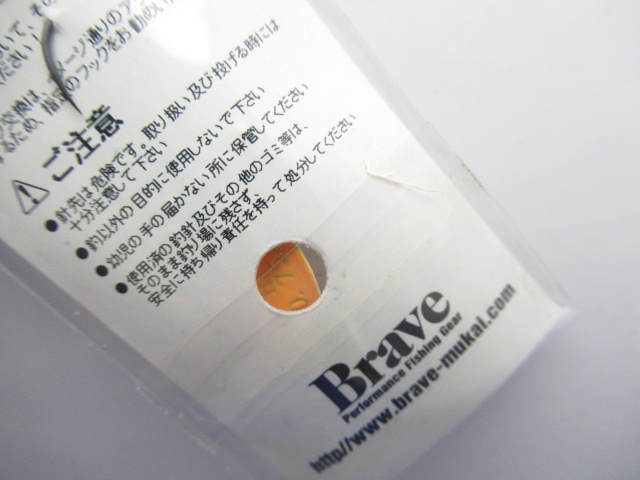 ご注意
●針先は危険です。取り扱い及び投げる時には
十分注意して下さい
●釣以外の目的に使用しないで下さい
●幼児の手の届かない所に保管してください
●使用済の釣針及びその他のゴミ等は、
そのまま釣り場に残さず、
安全に持ち帰り責任を持って処分してください
Brave
Performance Fishing Gear
http//www.brave-mukai.com